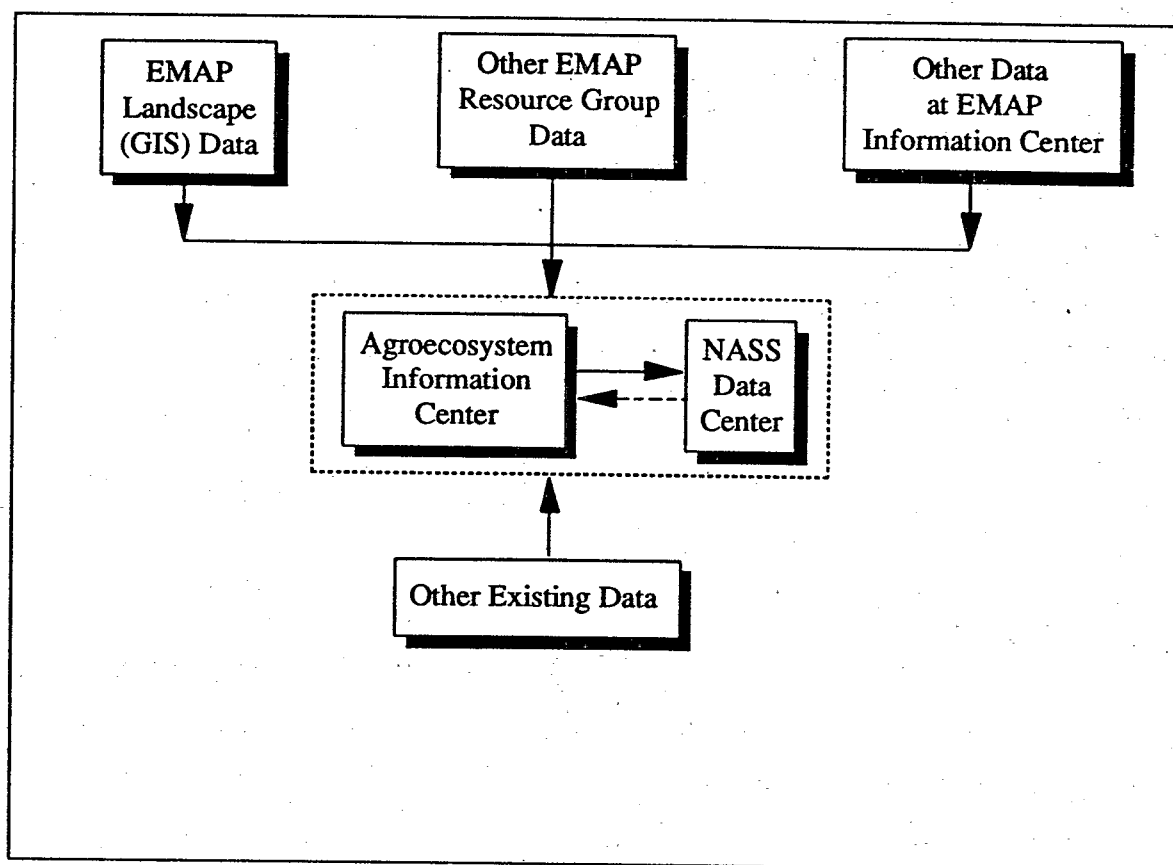 EMAP
Landscape
(GIS) Data
Other EMAP
Resource Group
Data
Other Data
at EMAP
Information Center
Agroecosystem
Information
Center
NASS
Data
Center
Other Existing Data